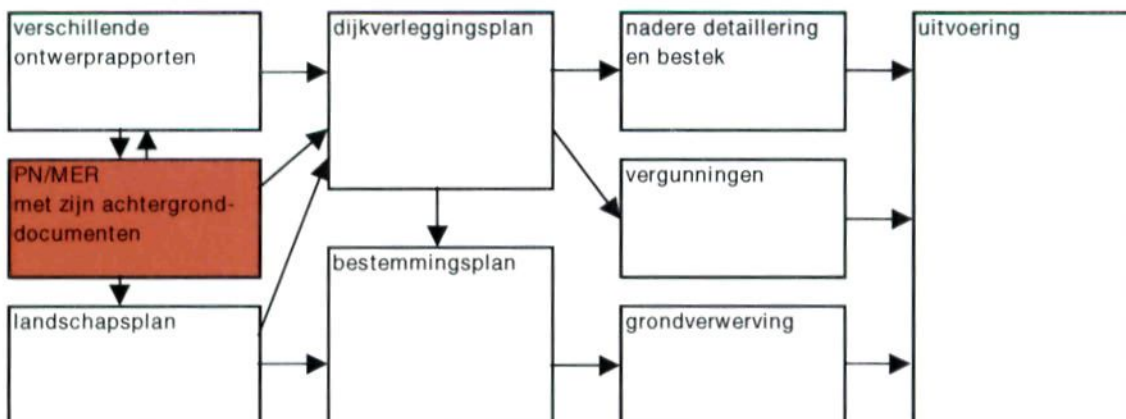 verschillende
ontwerprapporten
PN/MER
met zijn achtergrond-
documenten
landschapsplan
dijkverleggingsplan
bestemmingsplan
nadere detaillering
en bestek
vergunningen
grondverwerving
uitvoering